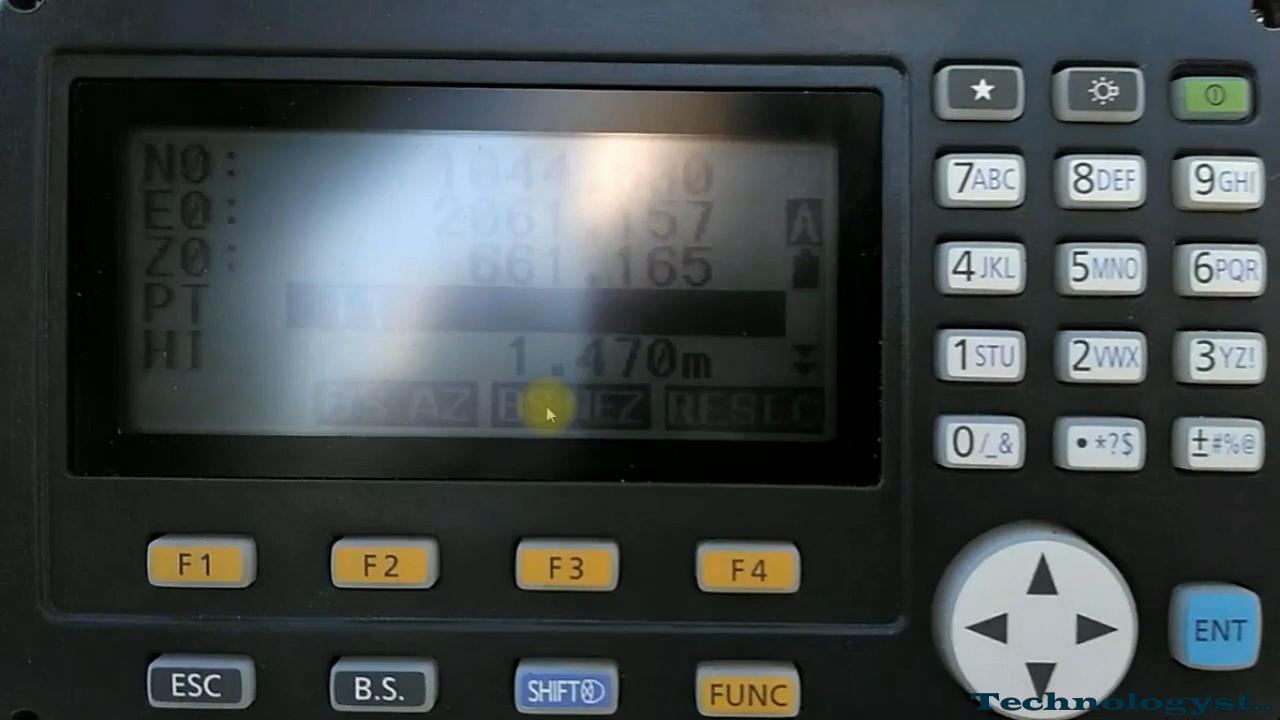 N0:
E0: 2061.157 A
Z0: 661.165
PT
HI 1.470m
BS AZ BS NEZ RESEC
F1 F2 F3 F4
ESC B.S. SHIFT FUNC
★
7ABC 8DEF 9GHI
4JKL 5MNO 6PQR
1STU 2VWX 3YZ!
0/_& •*?$ ±#%@
ENT
Technologyst...